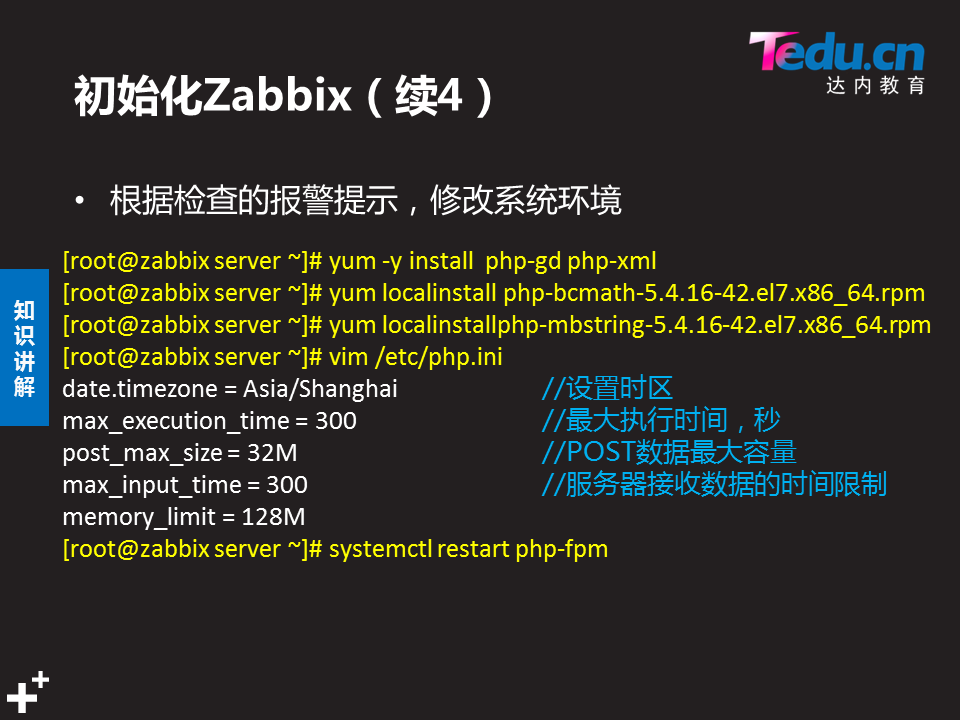 Tedu.cn
达内教育
初始化Zabbix（续4）
• 根据检查的报警提示，修改系统环境
[root@zabbix server ~]# yum -y install  php-gd php-xml
[root@zabbix server ~]# yum localinstall php-bcmath-5.4.16-42.el7.x86_64.rpm
[root@zabbix server ~]# yum localinstallphp-mbstring-5.4.16-42.el7.x86_64.rpm
[root@zabbix server ~]# vim /etc/php.ini
date.timezone = Asia/Shanghai //设置时区
max_execution_time = 300 //最大执行时间，秒
post_max_size = 32M //POST数据最大容量
max_input_time = 300 //服务器接收数据的时间限制
memory_limit = 128M
[root@zabbix server ~]# systemctl restart php-fpm
知识讲解